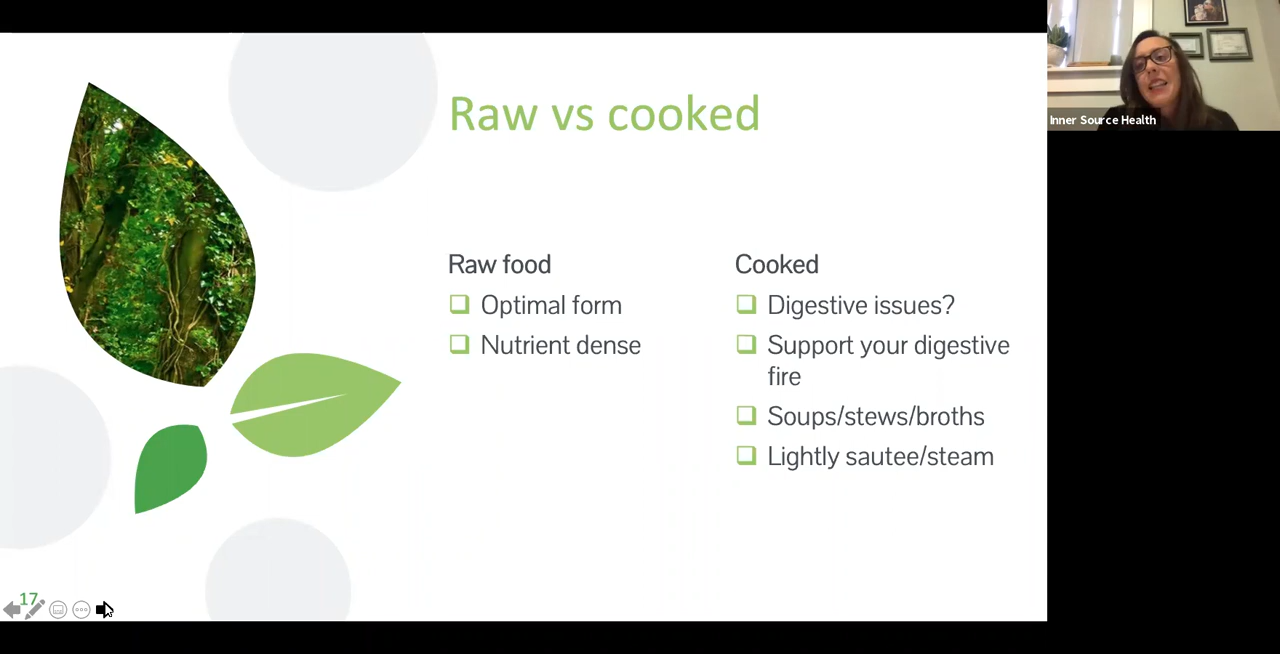 Raw vs cooked
Raw food
Optimal form
Nutrient dense
Cooked
Digestive issues?
Support your digestive
fire
Soups/stews/broths
Lightly sautee/steam
17
Inner Source Health